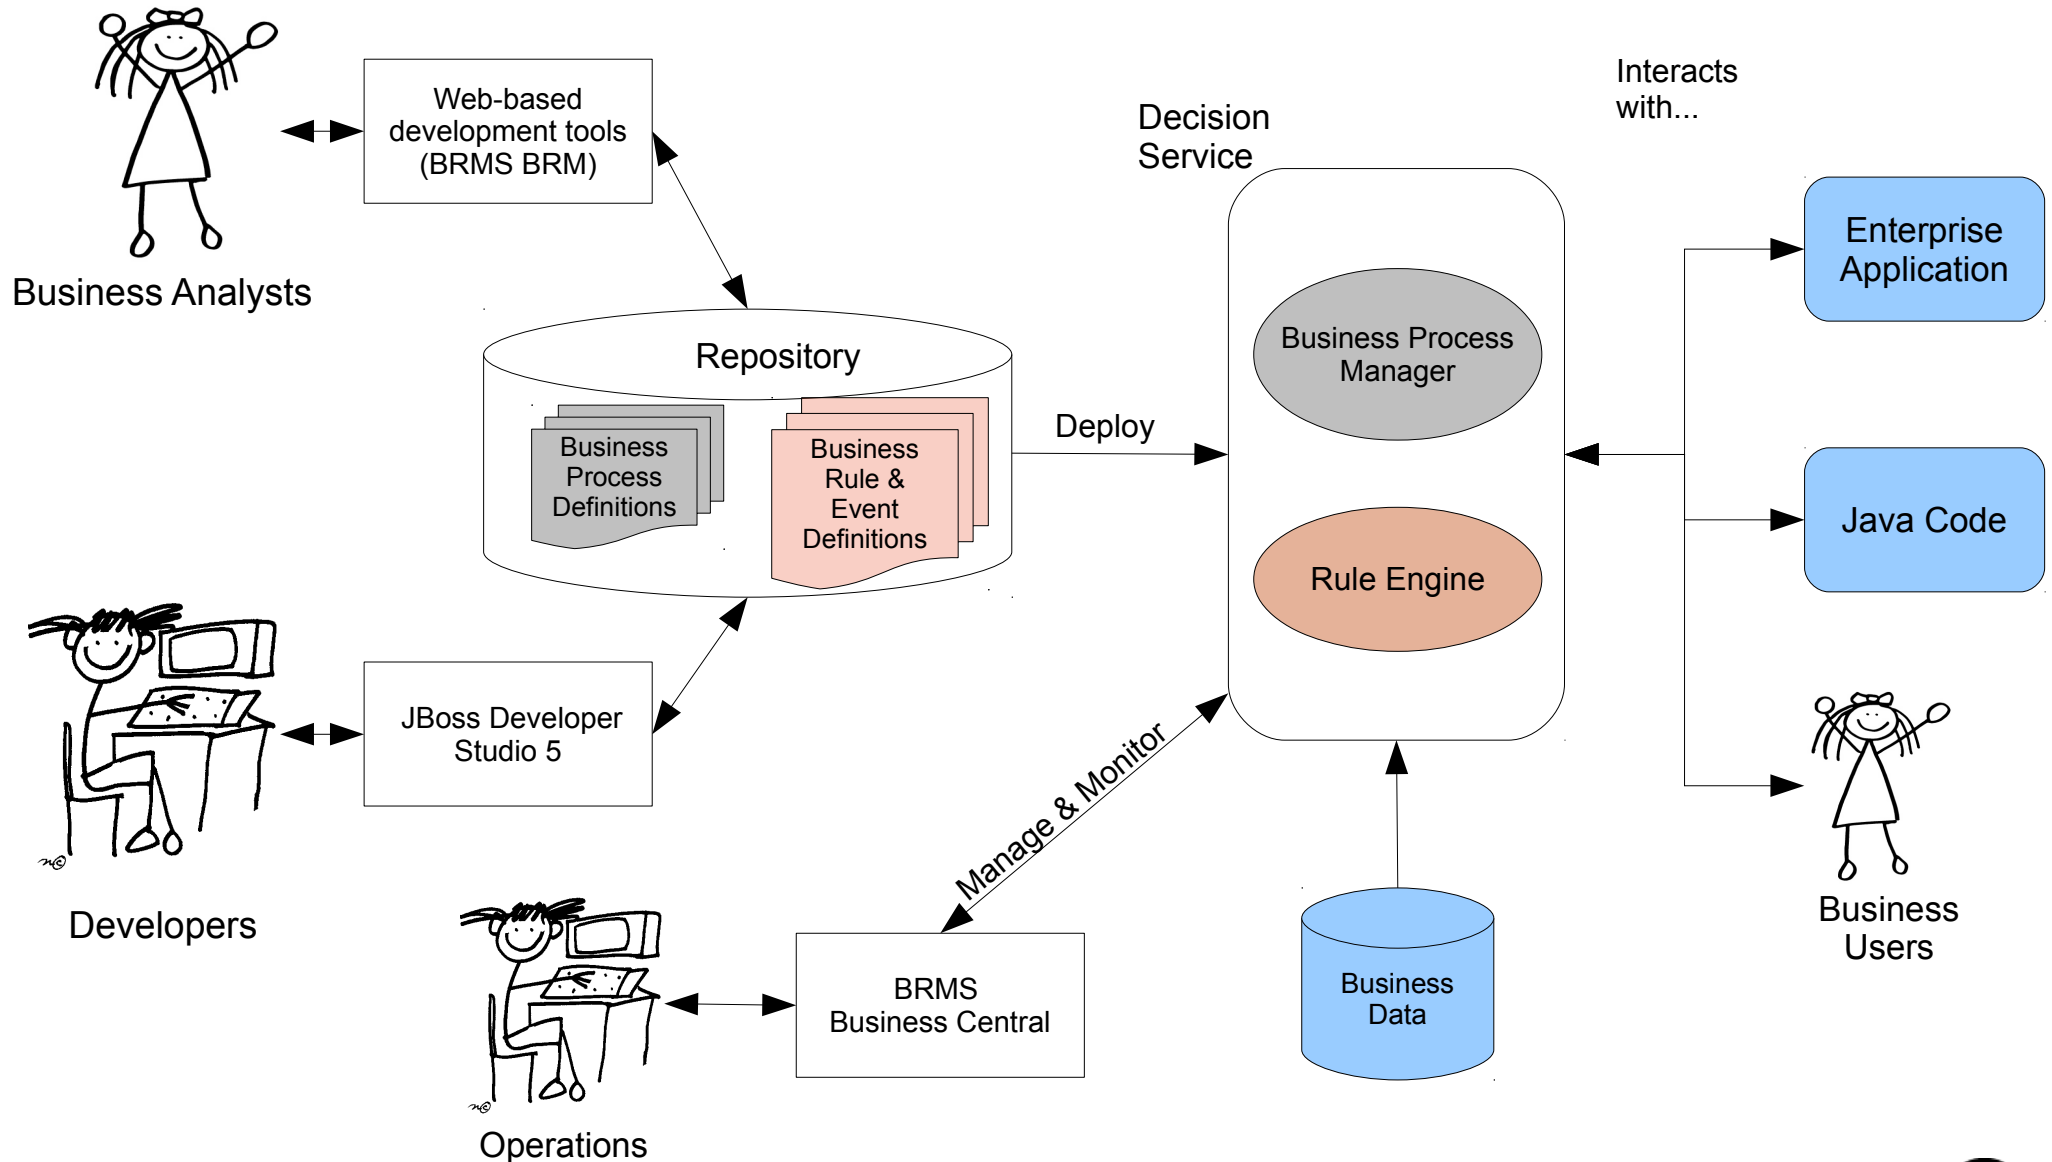 Web-based
development tools
(BRMS BRM)
Business Analysts
Decision
Service
Interacts
with...
Enterprise
Application
Repository
Business
Process
Definitions
Business
Rule &
Event
Definitions
Deploy
Business Process
Manager
Rule Engine
Java Code
JBoss Developer
Studio 5
Developers
Manage & Monitor
Business
Users
BRMS
Business Central
Business
Data
Operations